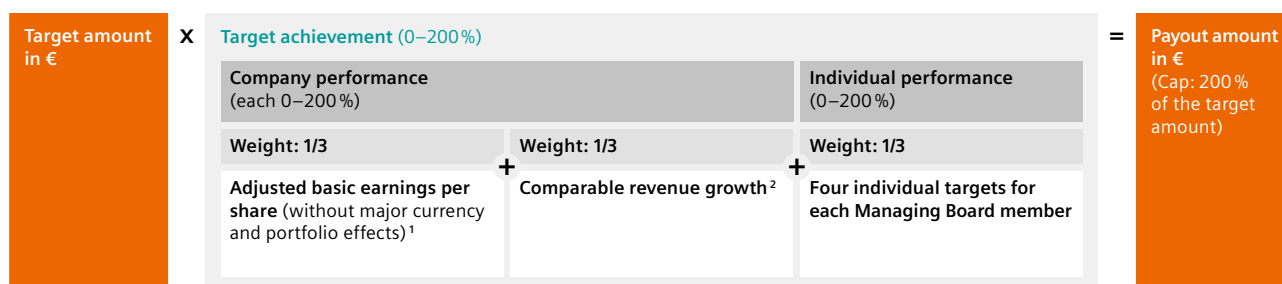 Target amount
in €
x
Target achievement (0–200%)
Company performance
(each 0–200%)
Individual performance
(0–200%)
Weight: 1/3
+
Weight: 1/3
+
Weight: 1/3
Adjusted basic earnings per
share (without major currency
and portfolio effects)¹
Comparable revenue growth²
Four individual targets for
each Managing Board member
=
Payout amount
in €
(Cap: 200%
of the target
amount)